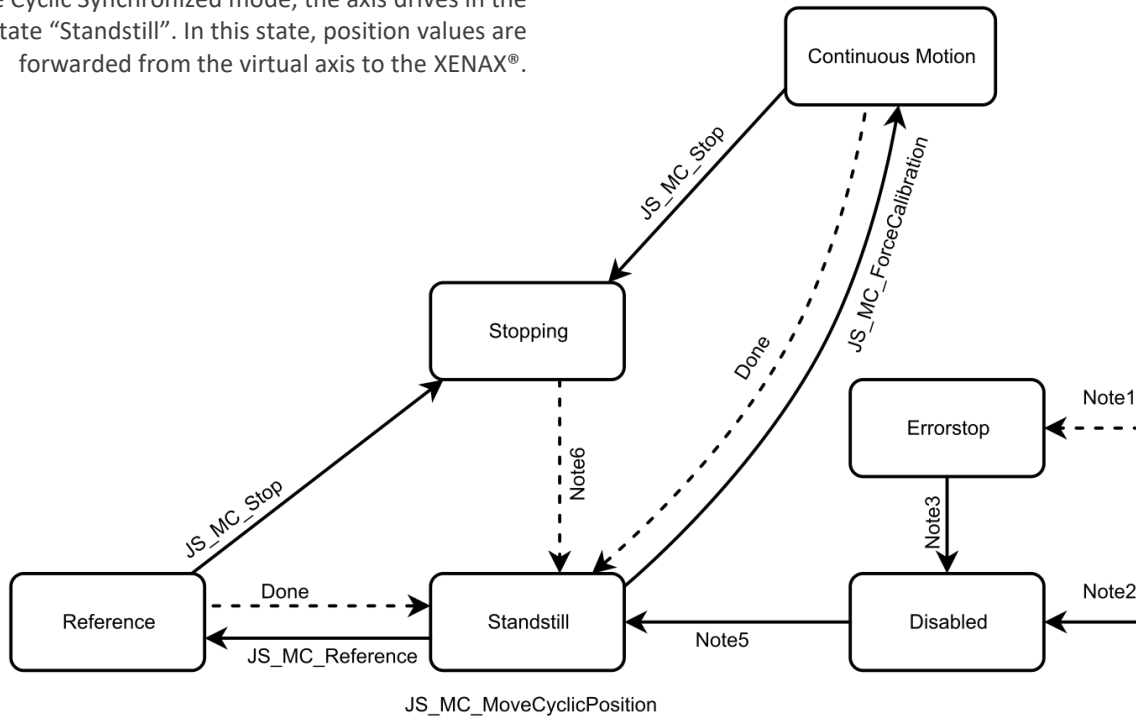 Cyclic Synchronized mode, the axis drives in the
state “Standstill”. In this state, position values are
forwarded from the virtual axis to the XENAX®.
Continuous Motion
JS_MC_Stop
JS_MC_ForceCalibration
Stopping
Done
Errorstop
Note1
Note6
Note3
JS_MC_Stop
Reference
Done
Standstill
Disabled
Note2
Note5
JS_MC_Reference
JS_MC_MoveCyclicPosition